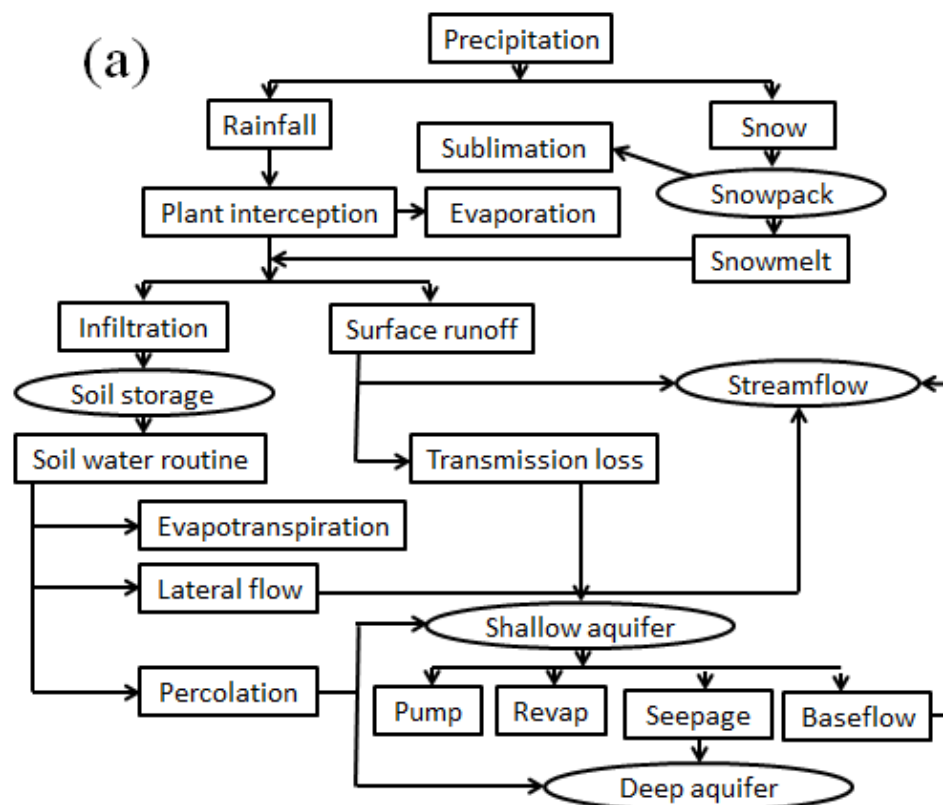 (a)
Precipitation
Rainfall
Snow
Sublimation
Snowpack
Plant interception
Evaporation
Snowmelt
Infiltration
Surface runoff
Soil storage
Streamflow
Soil water routine
Transmission loss
Evapotranspiration
Lateral flow
Shallow aquifer
Percolation
Pump
Revap
Seepage
Baseflow
Deep aquifer